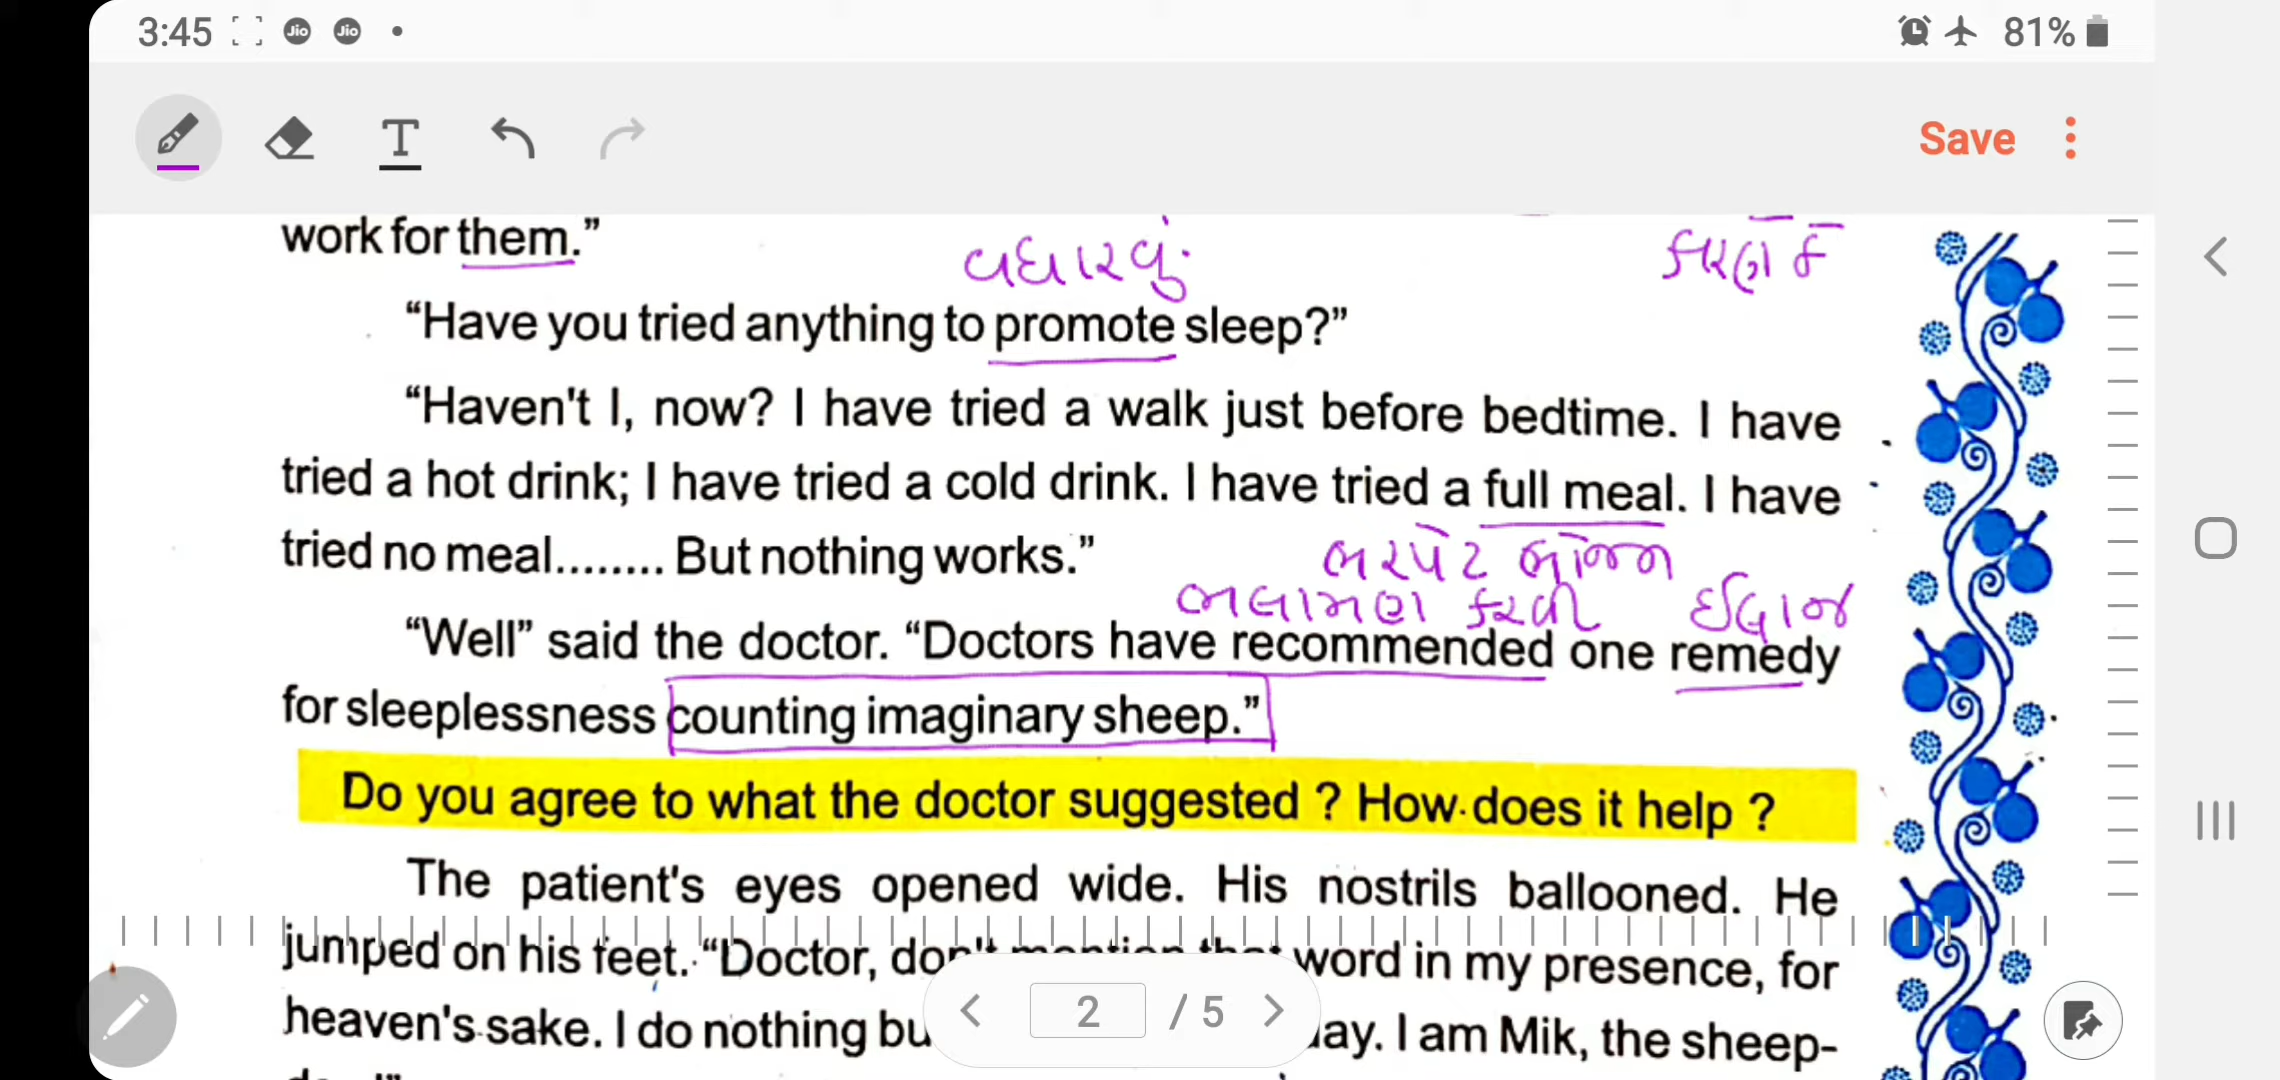 3:45 Jio Jio 81%
T Save
work for them.”
વધારવું
“Have you tried anything to promote sleep?”
“Haven't I, now? I have tried a walk just before bedtime. I have
tried a hot drink; I have tried a cold drink. I have tried a full meal. I have
tried no meal........ But nothing works.”
ભરપેટ ભોજન
ભલામણ કરવી ઈલાજ
“Well” said the doctor. “Doctors have recommended one remedy
for sleeplessness counting imaginary sheep.”
Do you agree to what the doctor suggested ? How does it help ?
The patient's eyes opened wide. His nostrils ballooned. He
jumped on his feet. “Doctor, don't mention that word in my presence, for
heaven's sake. I do nothing bu ay. I am Mik, the sheep-
2 / 5